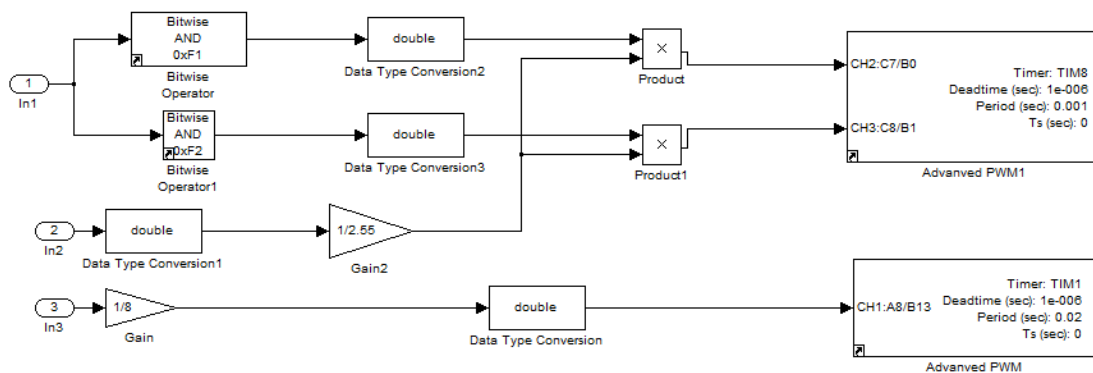 Bitwise
AND
0xF1
Bitwise
Operator
double
Data Type Conversion2
×
Product
CH2:C7/B0
CH3:C8/B1
Timer: TIM8
Deadtime (sec): 1e-006
Period (sec): 0.001
Ts (sec): 0
Advanved PWM1
1
In1
Bitwise
AND
0xF2
Bitwise
Operator1
double
Data Type Conversion3
×
Product1
2
In2
double
Data Type Conversion1
1/2.55
Gain2
3
In3
1/8
Gain
double
Data Type Conversion
CH1:A8/B13
Timer: TIM1
Deadtime (sec): 1e-006
Period (sec): 0.02
Ts (sec): 0
Advanved PWM